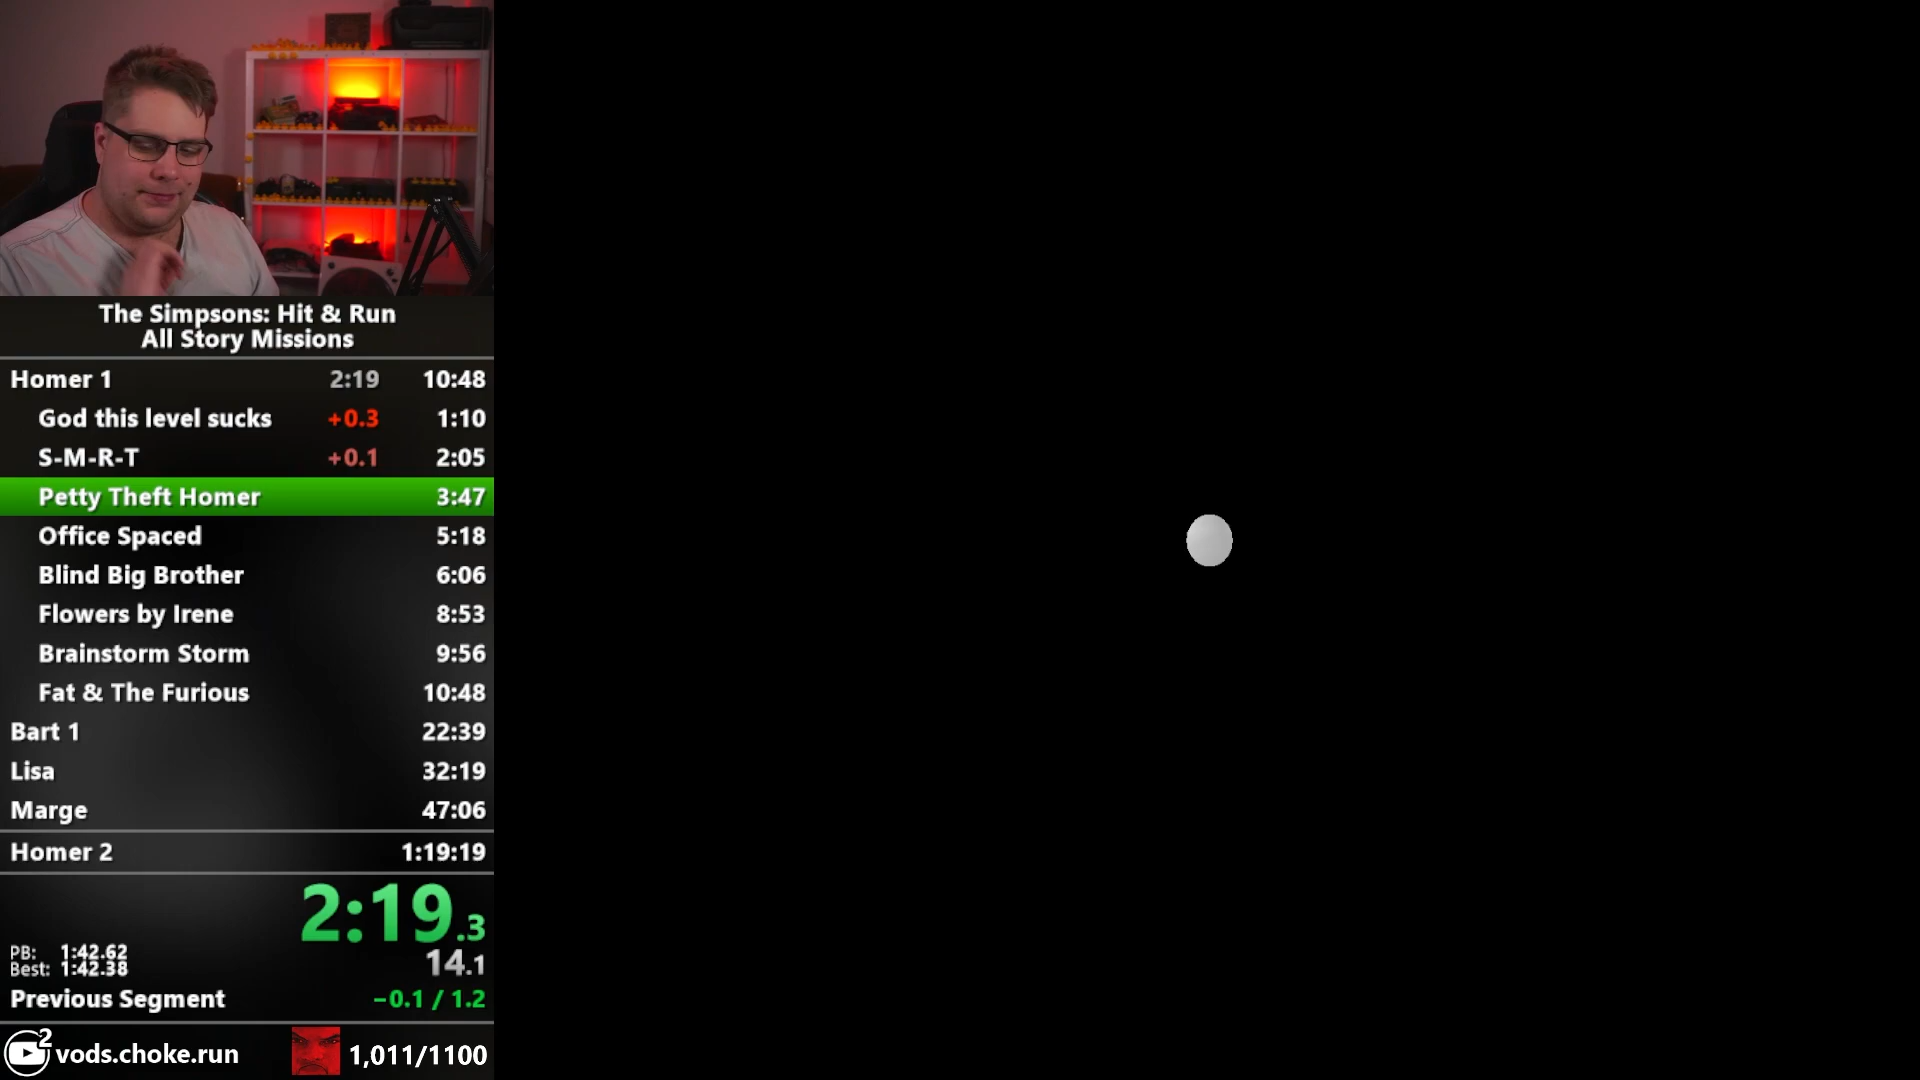 The Simpsons: Hit & Run
All Story Missions
Homer 1 2:19 10:48
God this level sucks +0.3 1:10
S-M-R-T +0.1 2:05
Petty Theft Homer 3:47
Office Spaced 5:18
Blind Big Brother 6:06
Flowers by Irene 8:53
Brainstorm Storm 9:56
Fat & The Furious 10:48
Bart 1 22:39
Lisa 32:19
Marge 47:06
Homer 2 1:19:19
2:19.3
PB: 1:42.62
Best: 1:42.38
14.1
Previous Segment -0.1 / 1.2
2 vods.choke.run 1,011/1100